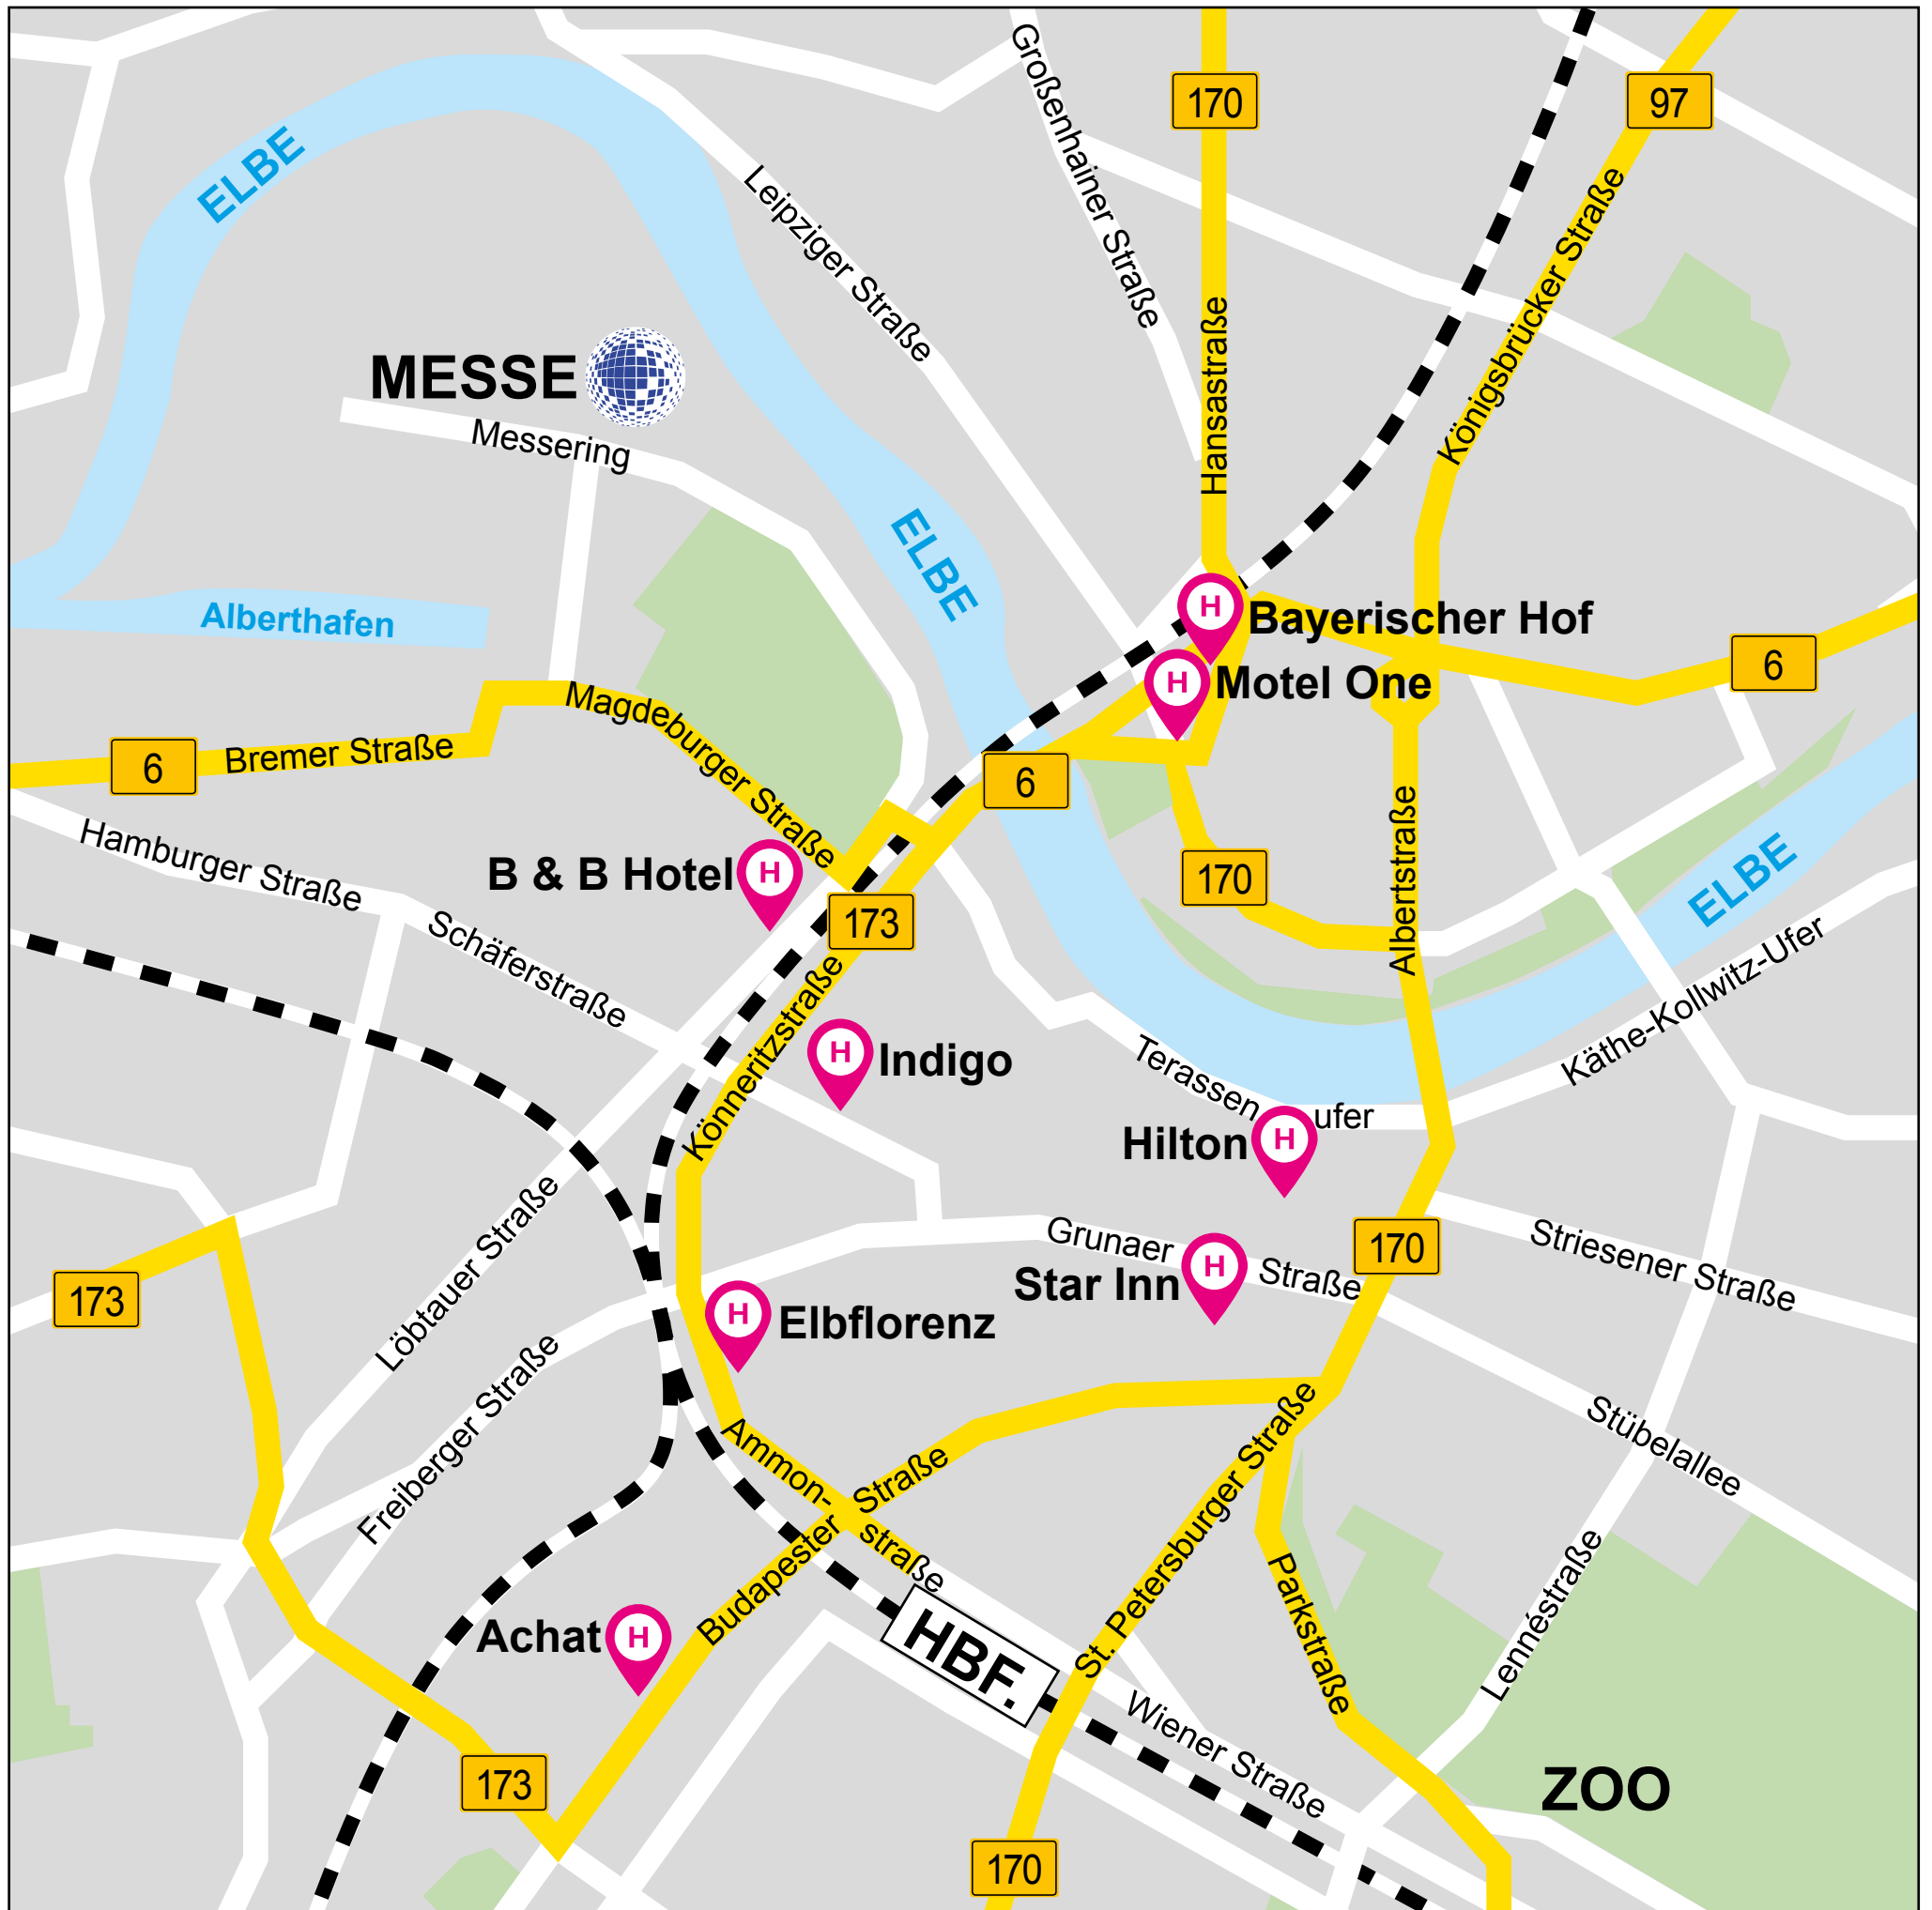 Großenhainer Straße
170
97
ELBE
Leipziger Straße
Königsbrücker Straße
Hansastraße
MESSE
Messering
ELBE
Alberthafen
H
Bayerischer Hof
H
Motel One
6
Magdeburger Straße
Bremer Straße
6
6
Hamburger Straße
B & B Hotel
H
170
Albertstraße
ELBE
173
Schäferstraße
Könneritzstraße
Käthe-Kollwitz-Ufer
H
Indigo
Terassen
ufer
Hilton
H
Löbtauer Straße
Grunaer
Straße
170
Striesener Straße
Star Inn
H
173
H
Elbflorenz
Freiberger Straße
Ammon-
straße
Budapester
Straße
St. Petersburger Straße
Stübelallee
Parkstraße
Lennéstraße
Achat
H
HBF.
Wiener Straße
173
ZOO
170